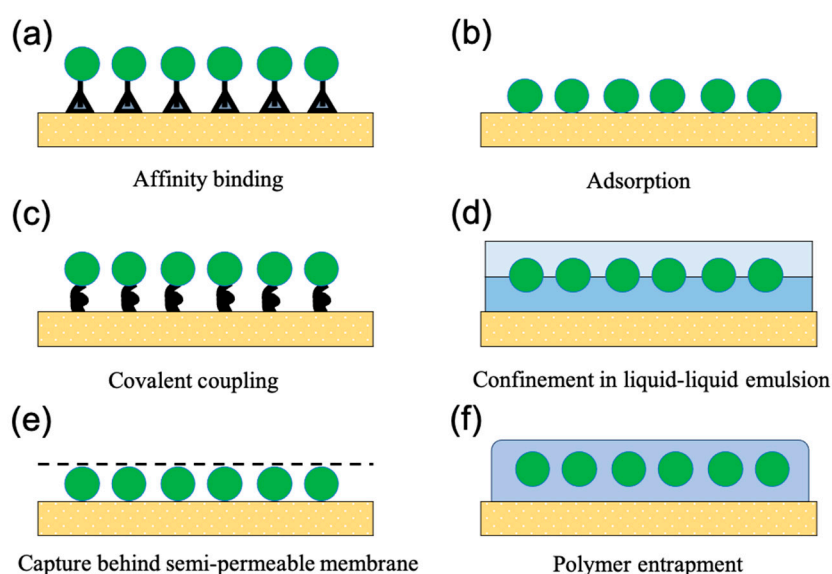 (a)
(b)
Affinity binding
Adsorption
(c)
(d)
Covalent coupling
Confinement in liquid-liquid emulsion
(e)
(f)
Capture behind semi-permeable membrane
Polymer entrapment